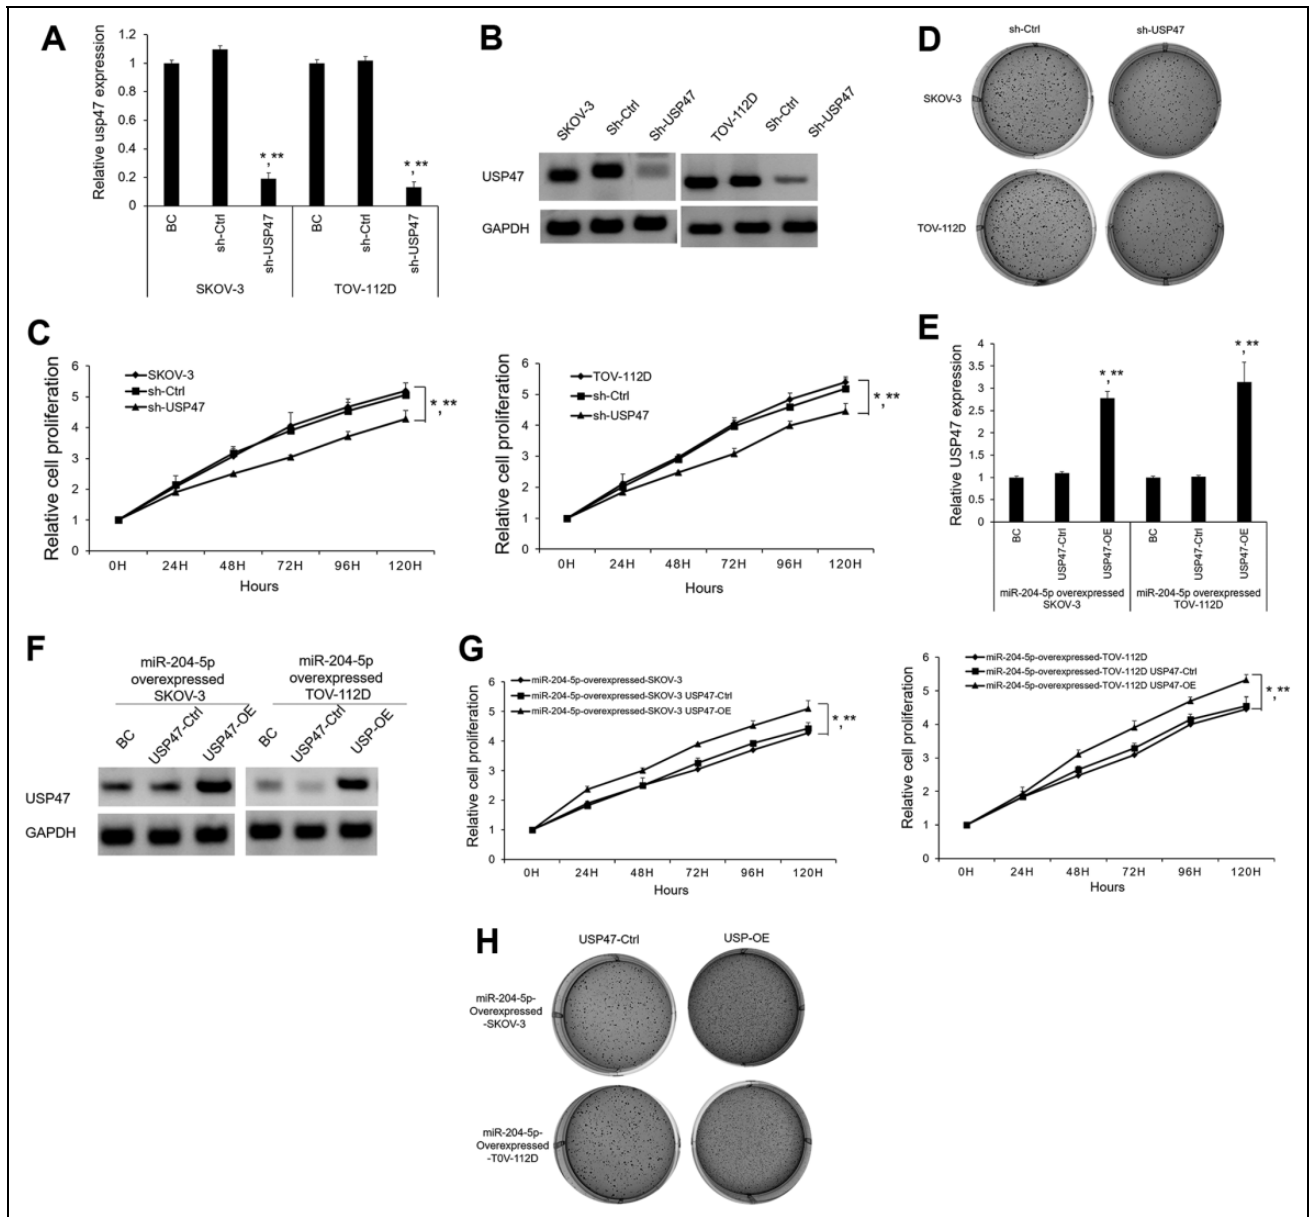 A
Relative usp47 expression
1.2
1
0.8
0.6
0.4
0.2
0
*,**
*,**
BC
sh-Ctrl
sh-USP47
BC
sh-Ctrl
sh-USP47
SKOV-3
TOV-112D
B
SKOV-3
Sh-Ctrl
Sh-USP47
TOV-112D
Sh-Ctrl
Sh-USP47
USP47
GAPDH
D
sh-Ctrl
sh-USP47
SKOV-3
TOV-112D
C
Relative cell proliferation
6
5
4
3
2
1
0
SKOV-3
sh-Ctrl
sh-USP47
*,**
0H 24H 48H 72H 96H 120H
Hours
Relative cell proliferation
6
5
4
3
2
1
0
TOV-112D
sh-Ctrl
sh-USP47
*,**
0H 24H 48H 72H 96H 120H
Hours
E
Relative USP47 expression
4
3.5
3
2.5
2
1.5
1
0.5
0
*,**
*,**
BC
USP47-Ctrl
USP47-OE
BC
USP47-Ctrl
USP47-OE
miR-204-5p overexpressed
SKOV-3
miR-204-5p overexpressed
TOV-112D
F
miR-204-5p
overexpressed
SKOV-3
miR-204-5p
overexpressed
TOV-112D
BC
USP47-Ctrl
USP47-OE
BC
USP47-Ctrl
USP-OE
USP47
GAPDH
G
Relative cell proliferation
6
5
4
3
2
1
0
miR-204-5p-overexpressed-SKOV-3
miR-204-5p-overexpressed-SKOV-3 USP47-Ctrl
miR-204-5p-overexpressed-SKOV-3 USP47-OE
*,**
0H 24H 48H 72H 96H 120H
Hours
Relative cell proliferation
6
5
4
3
2
1
0
miR-204-5p-overexpressed-TOV-112D
miR-204-5p-overexpressed-TOV-112D USP47-Ctrl
miR-204-5p-overexpressed-TOV-112D USP47-OE
*,**
0H 24H 48H 72H 96H 120H
Hours
H
USP47-Ctrl
USP-OE
miR-204-5p-
Overexpressed
-SKOV-3
miR-204-5p-
Overexpressed
-T0V-112D